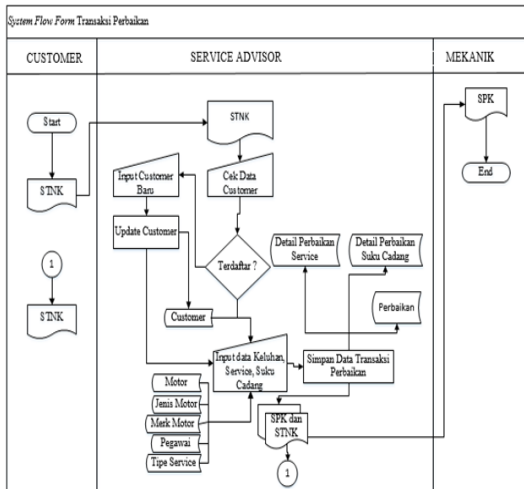 System Flow Form Transaksi Perbaikan
CUSTOMER
SERVICE ADVISOR
MEKANIK
Start
STNK
1
STNK
STNK
Input Customer
Baru
Cek Data
Customer
Update Customer
Terdaftar ?
Customer
Detail Perbaikan
Service
Detail Perbaikan
Suku Cadang
Perbaikan
Input data Keluhan,
Service, Suku
Cadang
Simpan Data Transaksi
Perbaikan
Motor
Jenis Motor
Merk Motor
Pegawai
Tipe Service
SPK dan
STNK
1
SPK
End